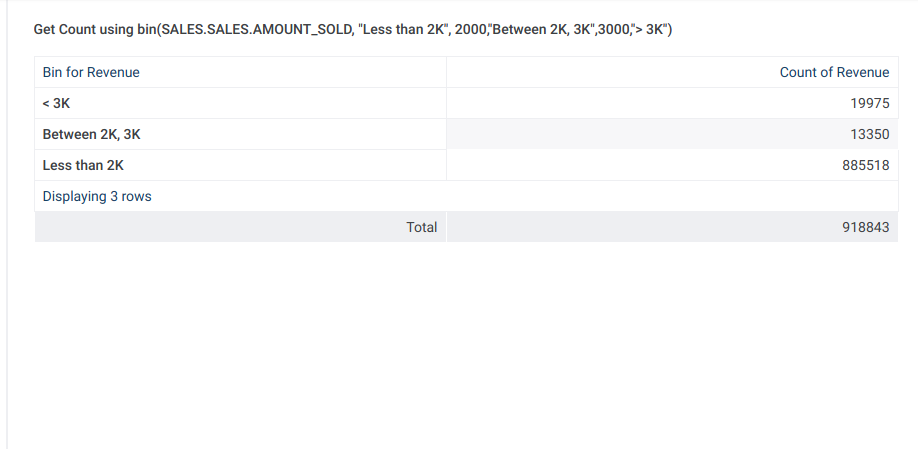 Get Count using bin(SALES.SALES.AMOUNT_SOLD, "Less than 2K", 2000,"Between 2K, 3K",3000,"> 3K")
Bin for Revenue Count of Revenue
< 3K 19975
Between 2K, 3K 13350
Less than 2K 885518
Displaying 3 rows
Total 918843